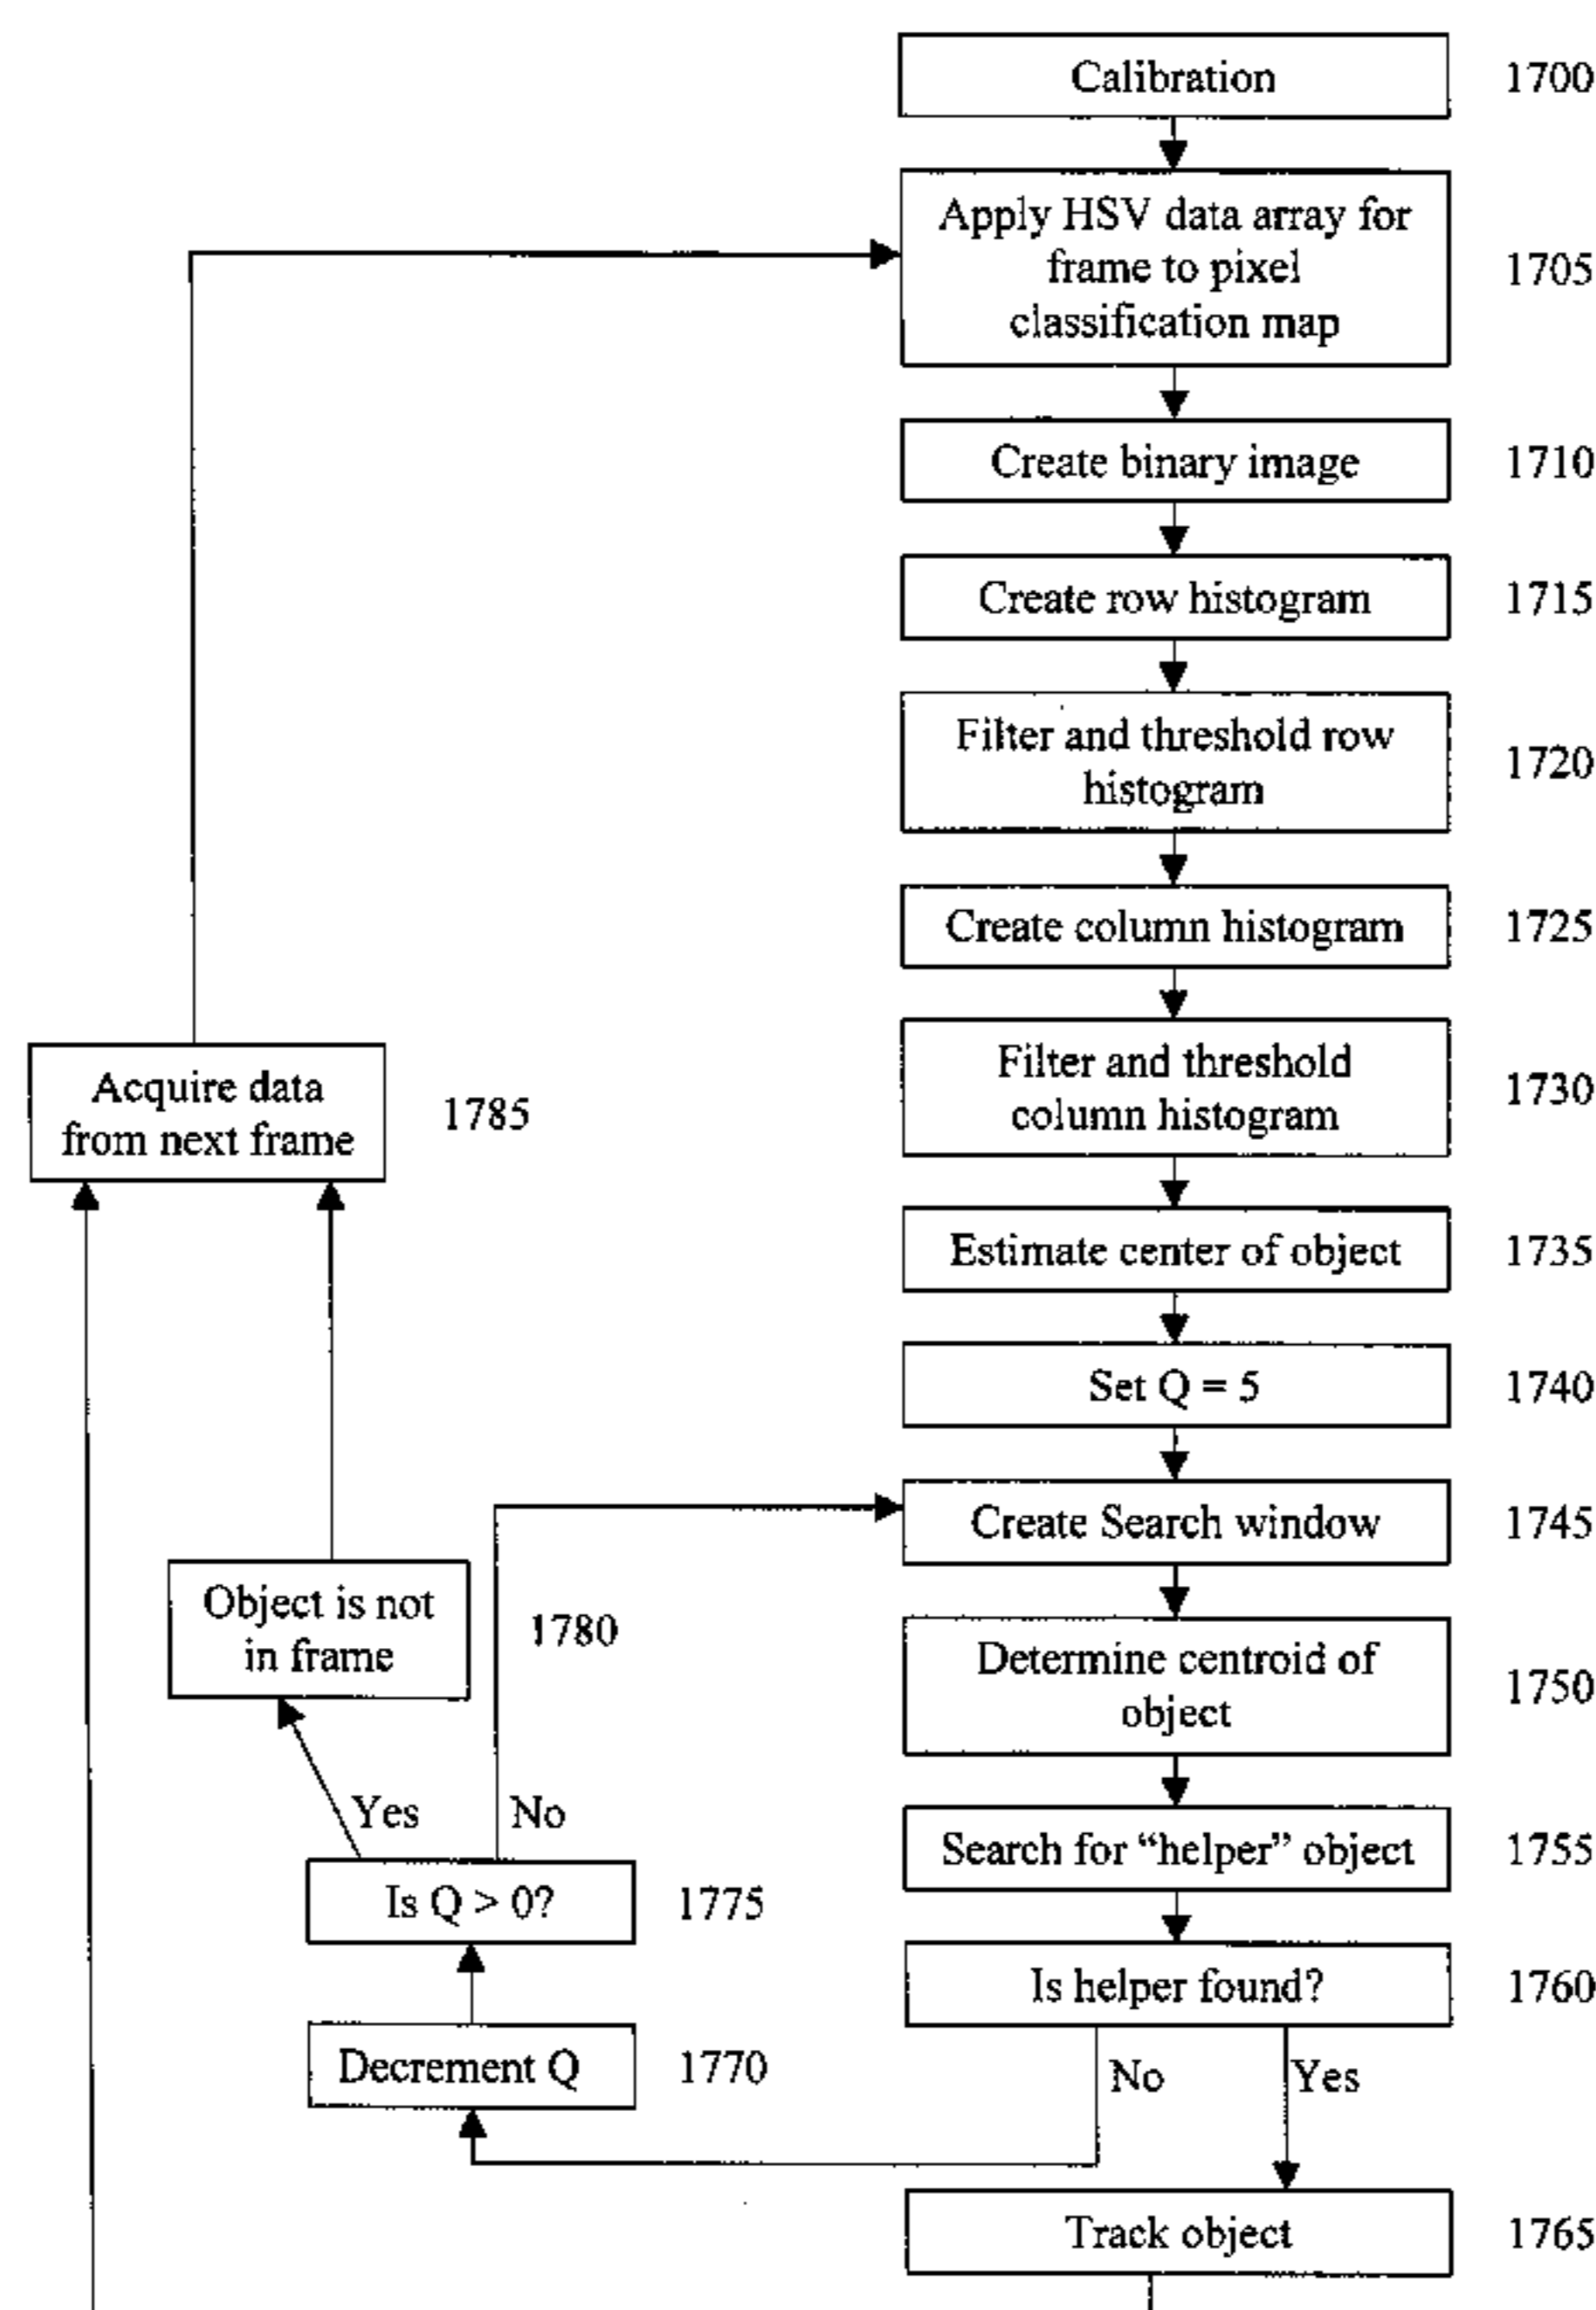 Calibration
1700
Apply HSV data array for
frame to pixel
classification map
1705
Create binary image
1710
Create row histogram
1715
Filter and threshold row
histogram
1720
Create column histogram
1725
Filter and threshold
column histogram
1730
Acquire data
from next frame
1785
Estimate center of object
1735
Set Q = 5
1740
Create Search window
1745
Object is not
in frame
1780
Determine centroid of
object
1750
Yes
No
Search for “helper” object
1755
Is Q > 0?
1775
Is helper found?
1760
Decrement Q
1770
No
Yes
Track object
1765